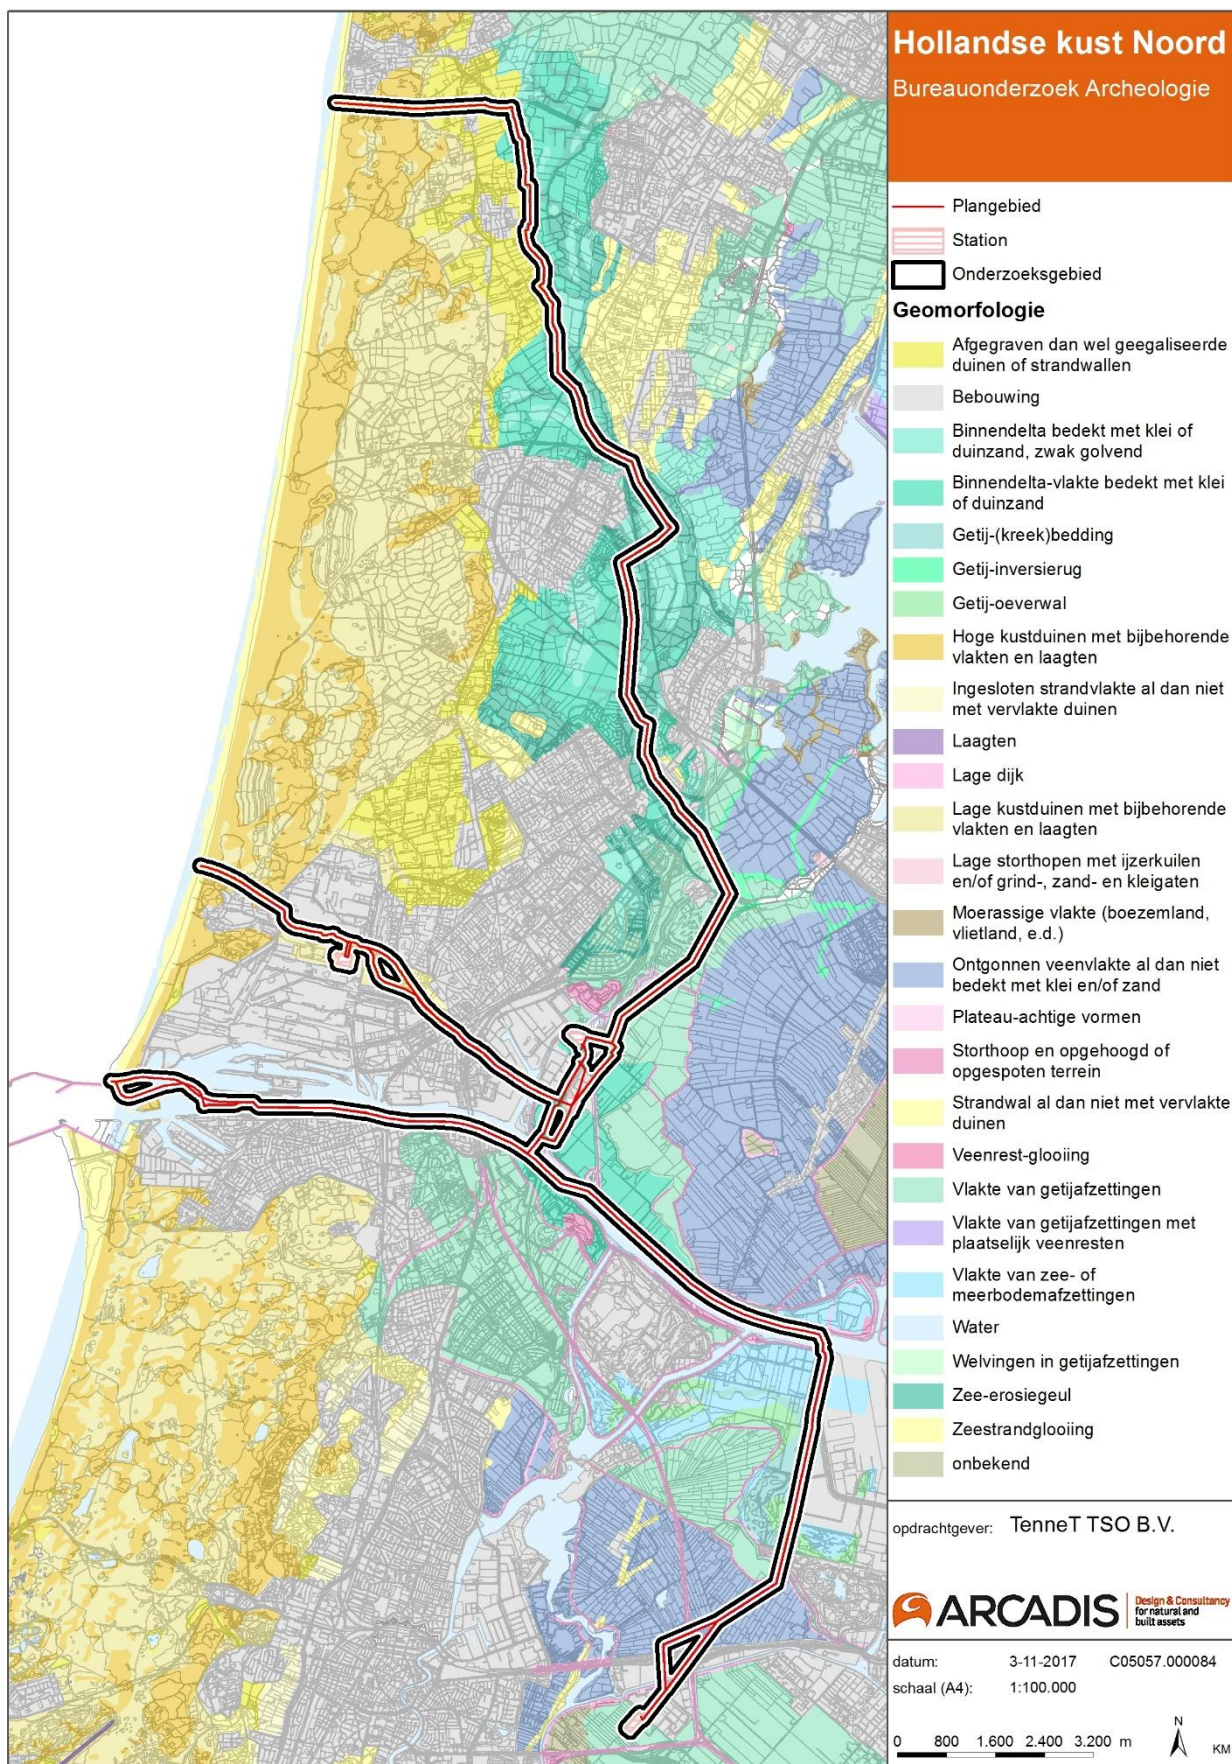 Hollandse kust Noord
Bureauonderzoek Archeologie
Plangebied
Station
Onderzoeksgebied
Geomorfologie
Afgegraven dan wel geegaliseerde
duinen of strandwallen
Bebouwing
Binnendelta bedekt met klei of
duinzand, zwak golvend
Binnendelta-vlakte bedekt met klei
of duinzand
Getij-(kreek)bedding
Getij-inversierug
Getij-oeverwal
Hoge kustduinen met bijbehorende
vlakten en laagten
Ingesloten strandvlakte al dan niet
met vervlakte duinen
Laagten
Lage dijk
Lage kustduinen met bijbehorende
vlakten en laagten
Lage storthopen met ijzerkuilen
en/of grind-, zand- en kleigaten
Moerassige vlakte (boezemland,
vlietland, e.d.)
Ontgonnen veenvlakte al dan niet
bedekt met klei en/of zand
Plateau-achtige vormen
Storthoop en opgehoogd of
opgespoten terrein
Strandwal al dan niet met vervlakte
duinen
Veenrest-glooiing
Vlakte van getijafzettingen
Vlakte van getijafzettingen met
plaatselijk veenresten
Vlakte van zee- of
meerbodemafzettingen
Water
Welvingen in getijafzettingen
Zee-erosiegeul
Zeestrandglooiing
onbekend
opdrachtgever: TenneT TSO B.V.
ARCADIS
Design & Consultancy
for natural and
built assets
datum: 3-11-2017 C05057.000084
schaal (A4): 1:100.000
0 800 1.600 2.400 3.200 m
N
KM